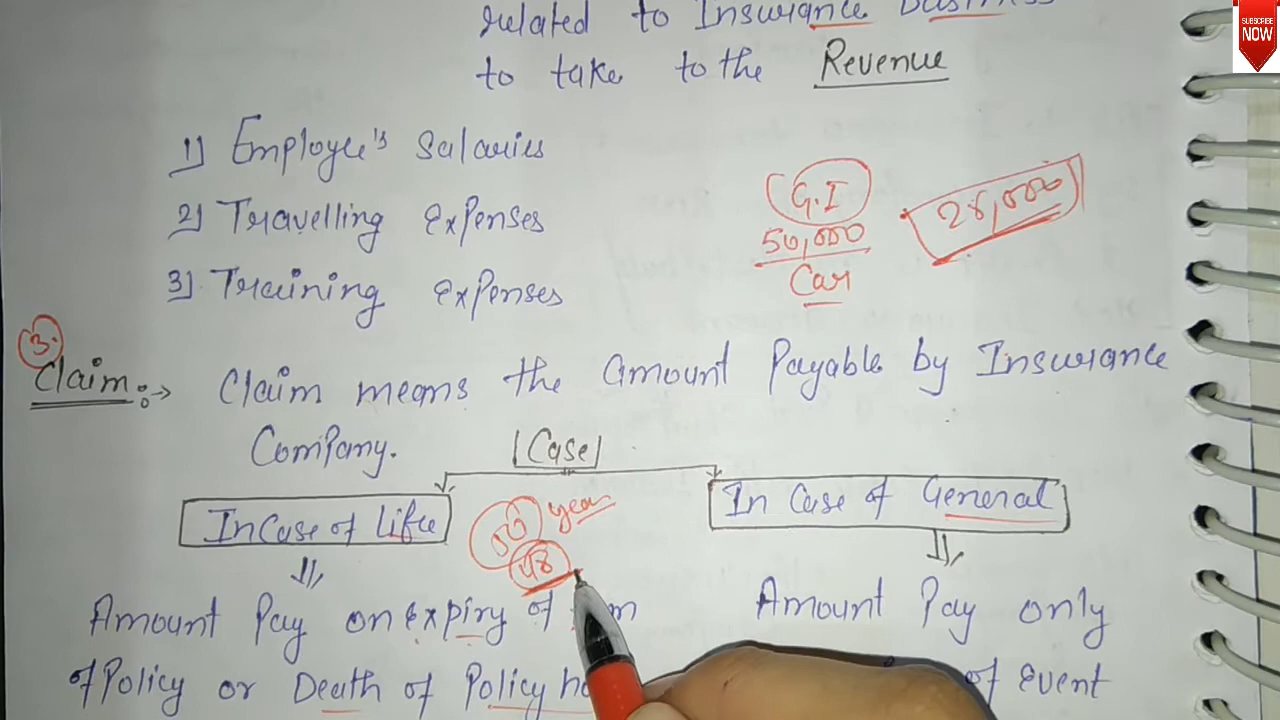 related to Insurance Business
to take to the Revenue
1) Employee's Salaries
2) Travelling Expenses
3) Training Expenses
G.I
50,000
Car
3.
Claim :→ Claim means the amount Payable by Insurance
Company.
Case
In Case of Life
year
48
In Case of General
Amount Pay on expiry of
of Policy or Death of Policy
Amount Pay only
of Event
SUBSCRIBE
NOW